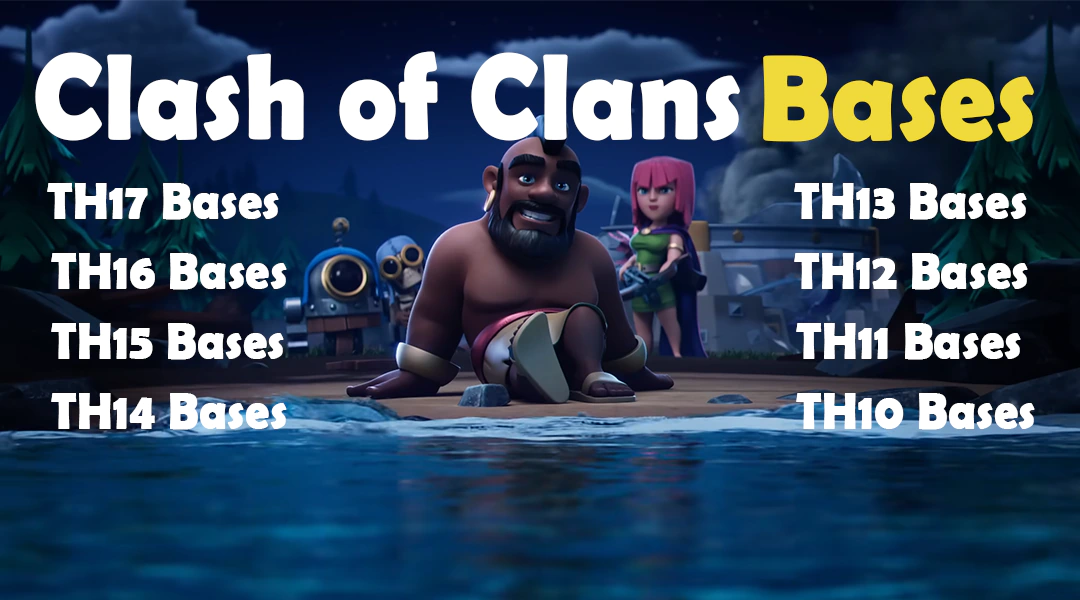 Clash of Clans Bases
TH17 Bases
TH16 Bases
TH15 Bases
TH14 Bases
TH13 Bases
TH12 Bases
TH11 Bases
TH10 Bases